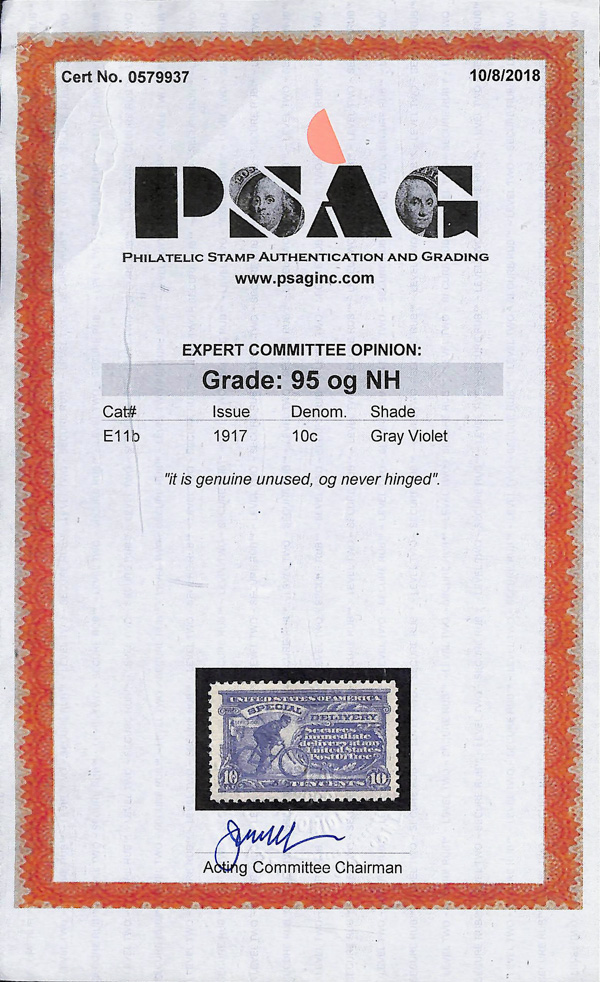 Cert No. 0579937
10/8/2018
PSAG
PHILATELIC STAMP AUTHENTICATION AND GRADING
www.psaginc.com
EXPERT COMMITTEE OPINION:
Grade: 95 og NH
Cat# Issue Denom. Shade
E11b 1917 10c Gray Violet
"it is genuine unused, og never hinged".
UNITED STATES OF AMERICA
SPECIAL DELIVERY
Secures
immediate
delivery at any
United States
Post Office
10 TEN CENTS 10
Acting Committee Chairman